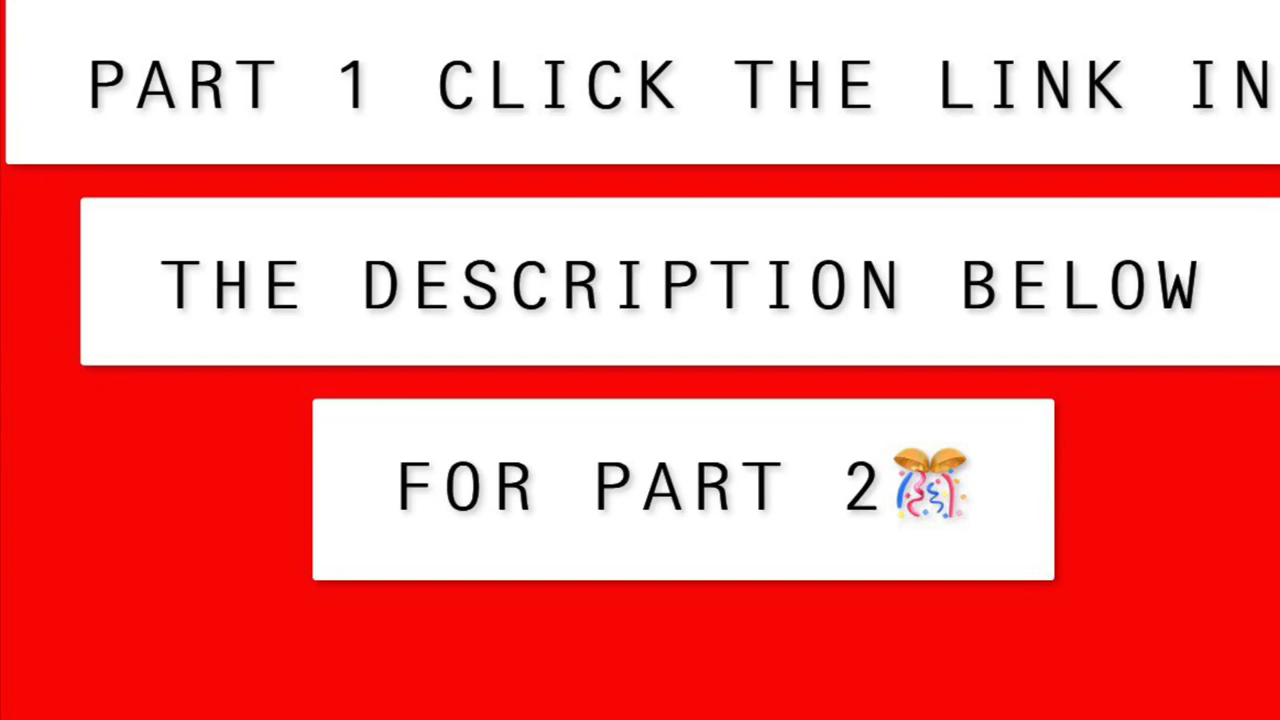 PART 1 CLICK THE LINK IN
THE DESCRIPTION BELOW
FOR PART 2🎊